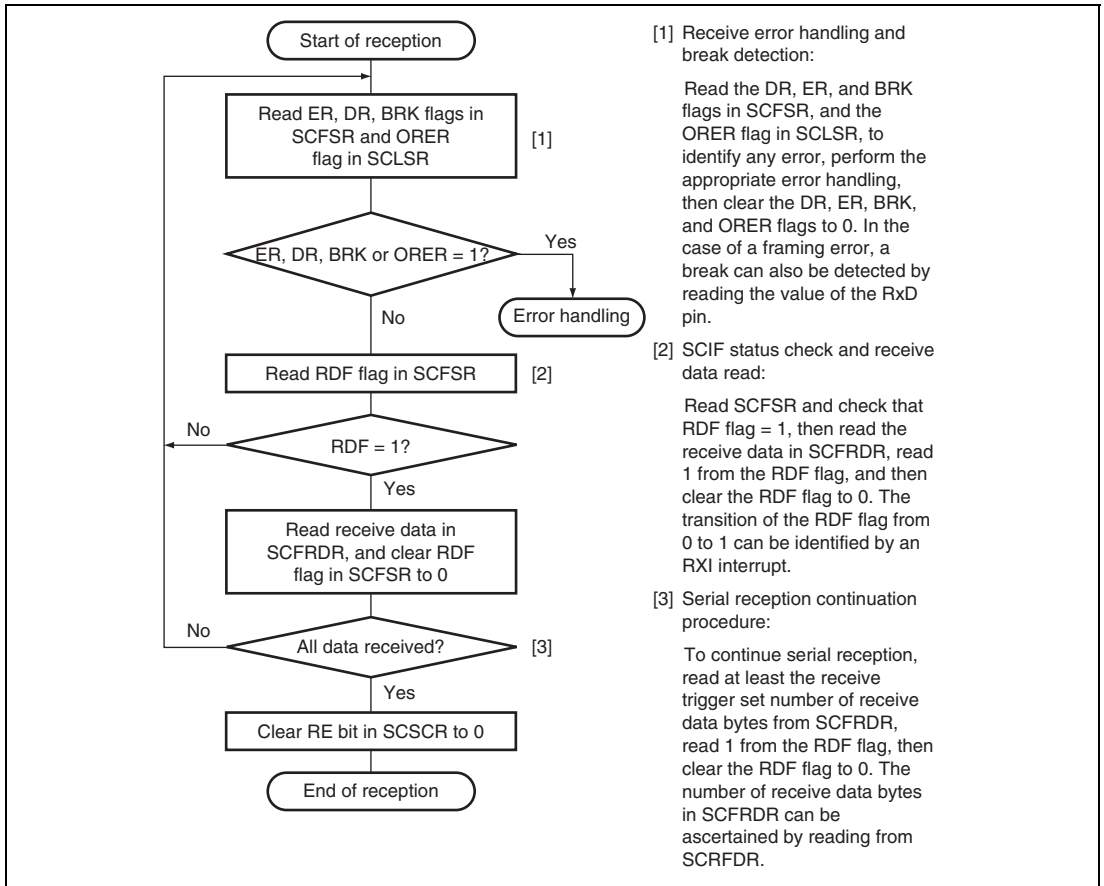 Start of reception
Read ER, DR, BRK flags in
SCFSR and ORER
flag in SCLSR
[1]
ER, DR, BRK or ORER = 1?
Yes
Error handling
No
Read RDF flag in SCFSR
[2]
No
RDF = 1?
Yes
Read receive data in
SCFRDR, and clear RDF
flag in SCFSR to 0
No
All data received?
[3]
Yes
Clear RE bit in SCSCR to 0
End of reception
[1] Receive error handling and
break detection:
Read the DR, ER, and BRK
flags in SCFSR, and the
ORER flag in SCLSR, to
identify any error, perform the
appropriate error handling,
then clear the DR, ER, BRK,
and ORER flags to 0. In the
case of a framing error, a
break can also be detected by
reading the value of the RxD
pin.
[2] SCIF status check and receive
data read:
Read SCFSR and check that
RDF flag = 1, then read the
receive data in SCFRDR, read
1 from the RDF flag, and then
clear the RDF flag to 0. The
transition of the RDF flag from
0 to 1 can be identified by an
RXI interrupt.
[3] Serial reception continuation
procedure:
To continue serial reception,
read at least the receive
trigger set number of receive
data bytes from SCFRDR,
read 1 from the RDF flag, then
clear the RDF flag to 0. The
number of receive data bytes
in SCFRDR can be
ascertained by reading from
SCRFDR.